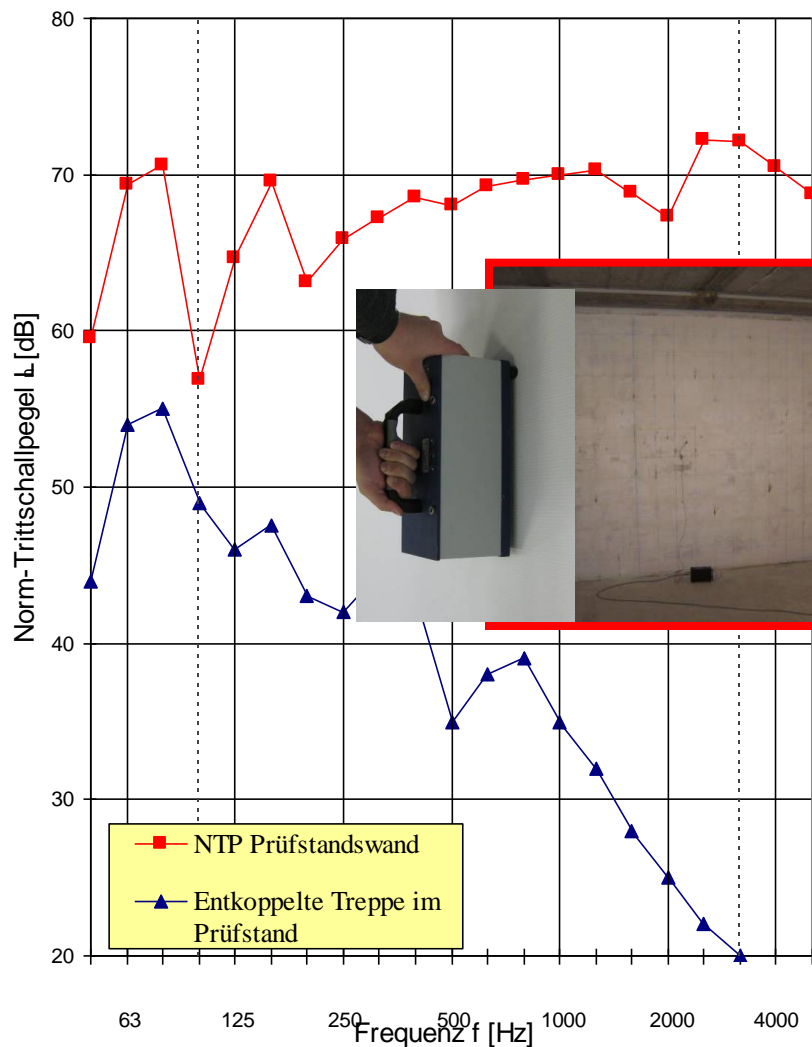 80
70
60
50
40
30
20
Norm-Trittschallpegel L [dB]
NTP Prüfstandswand
Entkoppelte Treppe im
Prüfstand
63
125
250
500
1000
2000
4000
Frequenz f [Hz]